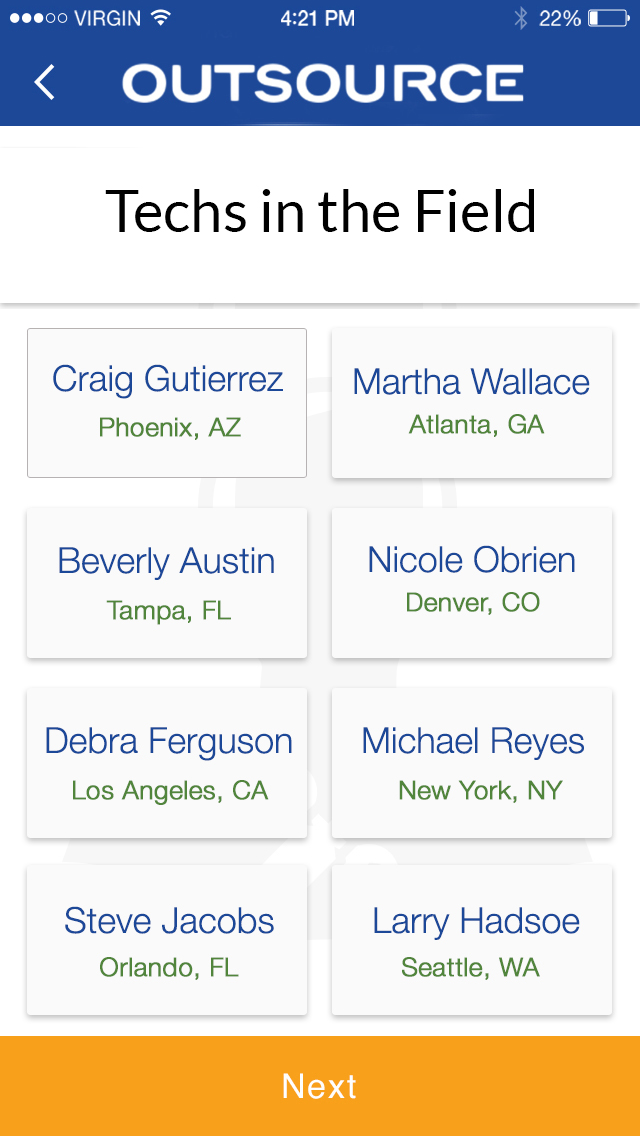 VIRGIN 4:21 PM 22%
OUTSOURCE
Techs in the Field
Craig Gutierrez
Phoenix, AZ
Martha Wallace
Atlanta, GA
Beverly Austin
Tampa, FL
Nicole Obrien
Denver, CO
Debra Ferguson
Los Angeles, CA
Michael Reyes
New York, NY
Steve Jacobs
Orlando, FL
Larry Hadsoe
Seattle, WA
Next